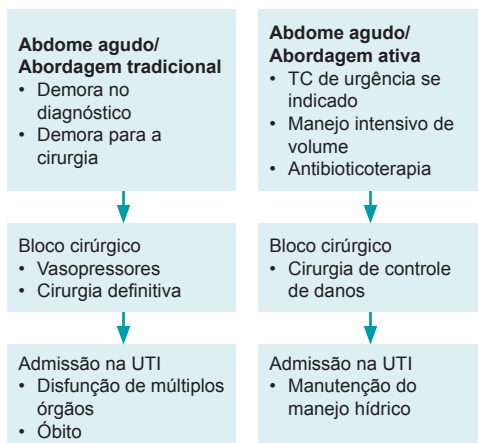 Abdome agudo/
Abordagem tradicional
• Demora no
diagnóstico
• Demora para a
cirurgia
Bloco cirúrgico
• Vasopressores
• Cirurgia definitiva
Admissão na UTI
• Disfunção de múltiplos
órgãos
• Óbito
Abdome agudo/
Abordagem ativa
• TC de urgência se
indicado
• Manejo intensivo de
volume
• Antibioticoterapia
Bloco cirúrgico
• Cirurgia de controle
de danos
Admissão na UTI
• Manutenção do
manejo hídrico